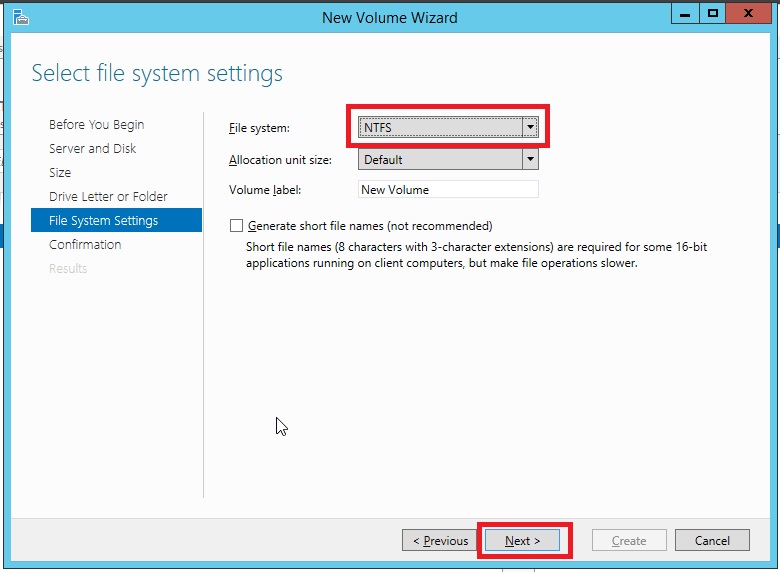 New Volume Wizard
Select file system settings
Before You Begin
Server and Disk
Size
Drive Letter or Folder
File System Settings
Confirmation
Results
File system:
NTFS
Allocation unit size:
Default
Volume label:
New Volume
Generate short file names (not recommended)
Short file names (8 characters with 3-character extensions) are required for some 16-bit
applications running on client computers, but make file operations slower.
< Previous
Next >
Create
Cancel